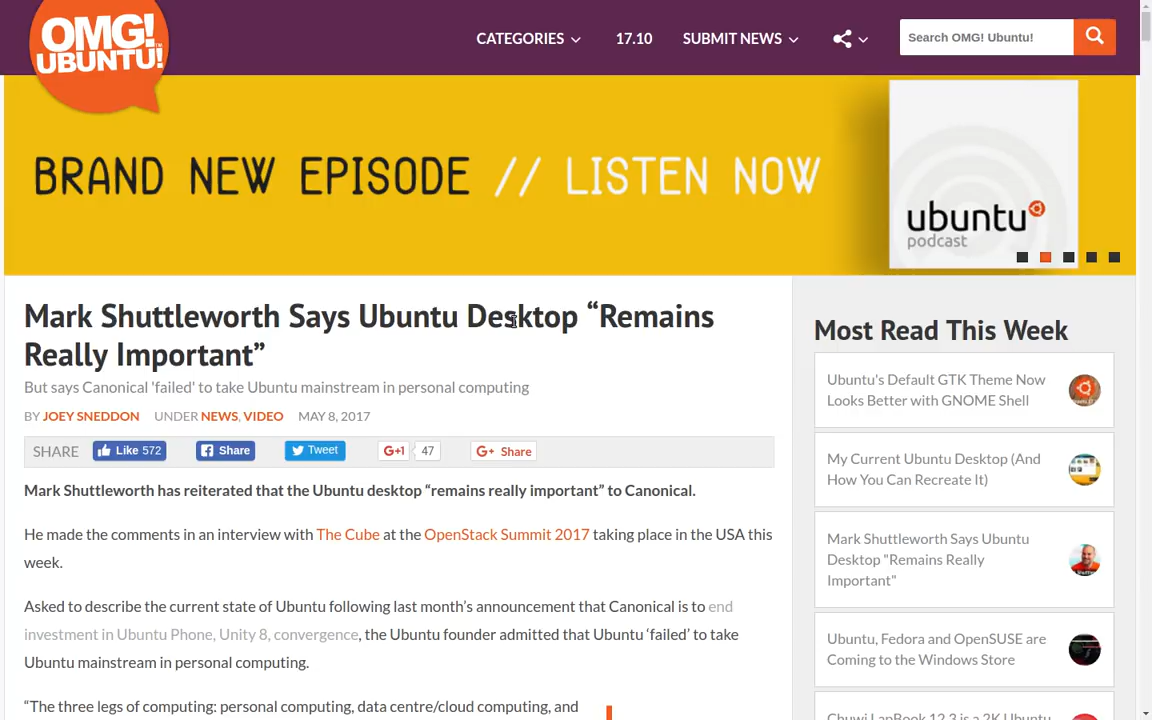 OMG!
UBUNTU!
CATEGORIES
17.10
SUBMIT NEWS
Search OMG! Ubuntu!
BRAND NEW EPISODE // LISTEN NOW
ubuntu
podcast
Mark Shuttleworth Says Ubuntu Desktop “Remains
Really Important”
But says Canonical 'failed' to take Ubuntu mainstream in personal computing
BY JOEY SNEDDON UNDER NEWS, VIDEO MAY 8, 2017
SHARE Like 572 Share Tweet G+1 47 G+ Share
Mark Shuttleworth has reiterated that the Ubuntu desktop “remains really important” to Canonical.
He made the comments in an interview with The Cube at the OpenStack Summit 2017 taking place in the USA this
week.
Asked to describe the current state of Ubuntu following last month’s announcement that Canonical is to end
investment in Ubuntu Phone, Unity 8, convergence, the Ubuntu founder admitted that Ubuntu ‘failed’ to take
Ubuntu mainstream in personal computing.
“The three legs of computing: personal computing, data centre/cloud computing, and
Most Read This Week
Ubuntu's Default GTK Theme Now
Looks Better with GNOME Shell
My Current Ubuntu Desktop (And
How You Can Recreate It)
Mark Shuttleworth Says Ubuntu
Desktop "Remains Really
Important"
Ubuntu, Fedora and OpenSUSE are
Coming to the Windows Store
Chuwi LapBook 12.3 is a 2K Ubuntu